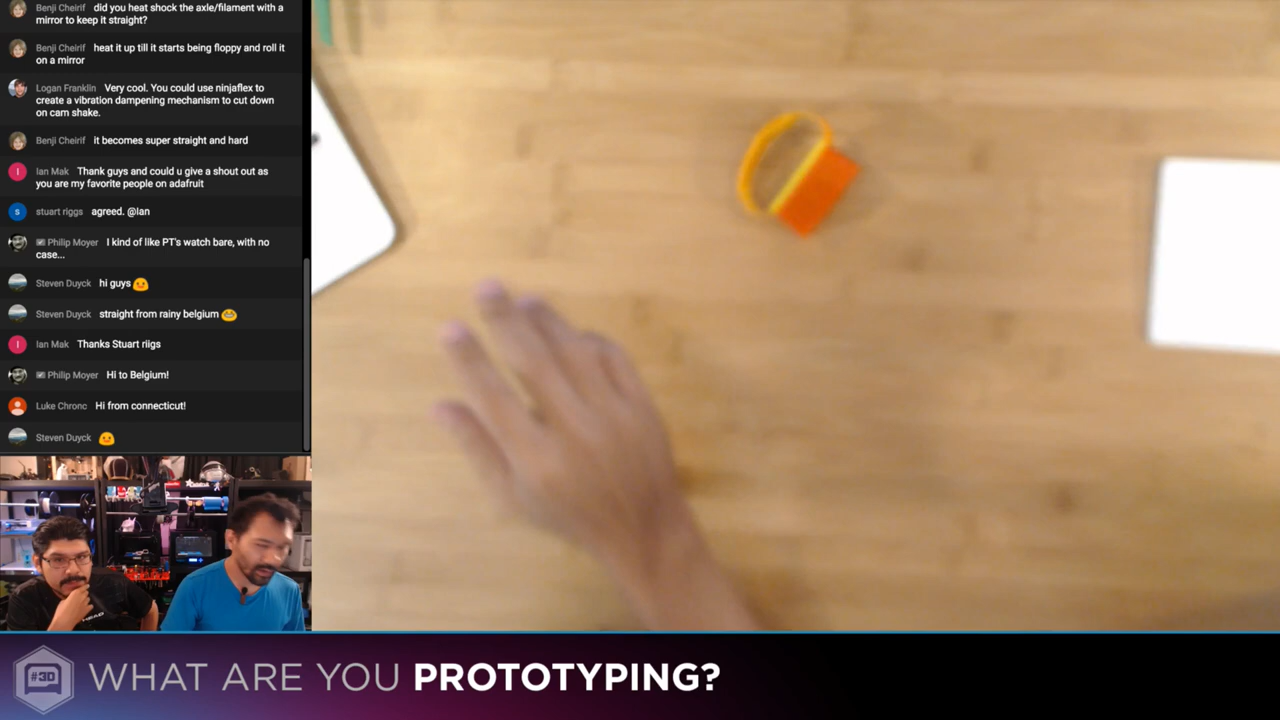 Benji Cheirif did you heat shock the axle/filament with a
mirror to keep it straight?
Benji Cheirif heat it up till it starts being floppy and roll it
on a mirror
Logan Franklin Very cool. You could use ninjaflex to
create a vibration dampening mechanism to cut down
on cam shake.
Benji Cheirif it becomes super straight and hard
I Ian Mak Thank guys and could u give a shout out as
you are my favorite people on adafruit
s stuart riggs agreed. @Ian
Philip Moyer I kind of like PT's watch bare, with no
case...
Steven Duyck hi guys
Steven Duyck straight from rainy belgium
I Ian Mak Thanks Stuart riigs
Philip Moyer Hi to Belgium!
Luke Chronc Hi from connecticut!
Steven Duyck
#3D WHAT ARE YOU PROTOTYPING?